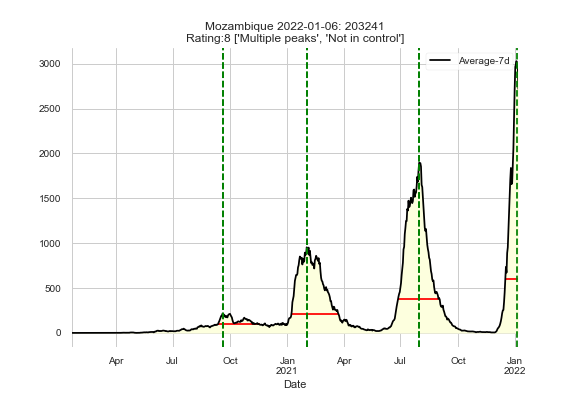 Mozambique 2022-01-06: 203241
Rating:8 ['Multiple peaks', 'Not in control']
Average-7d
3000
2500
2000
1500
1000
500
0
Apr Jul Oct Jan Apr Jul Oct Jan
2021 2022
Date